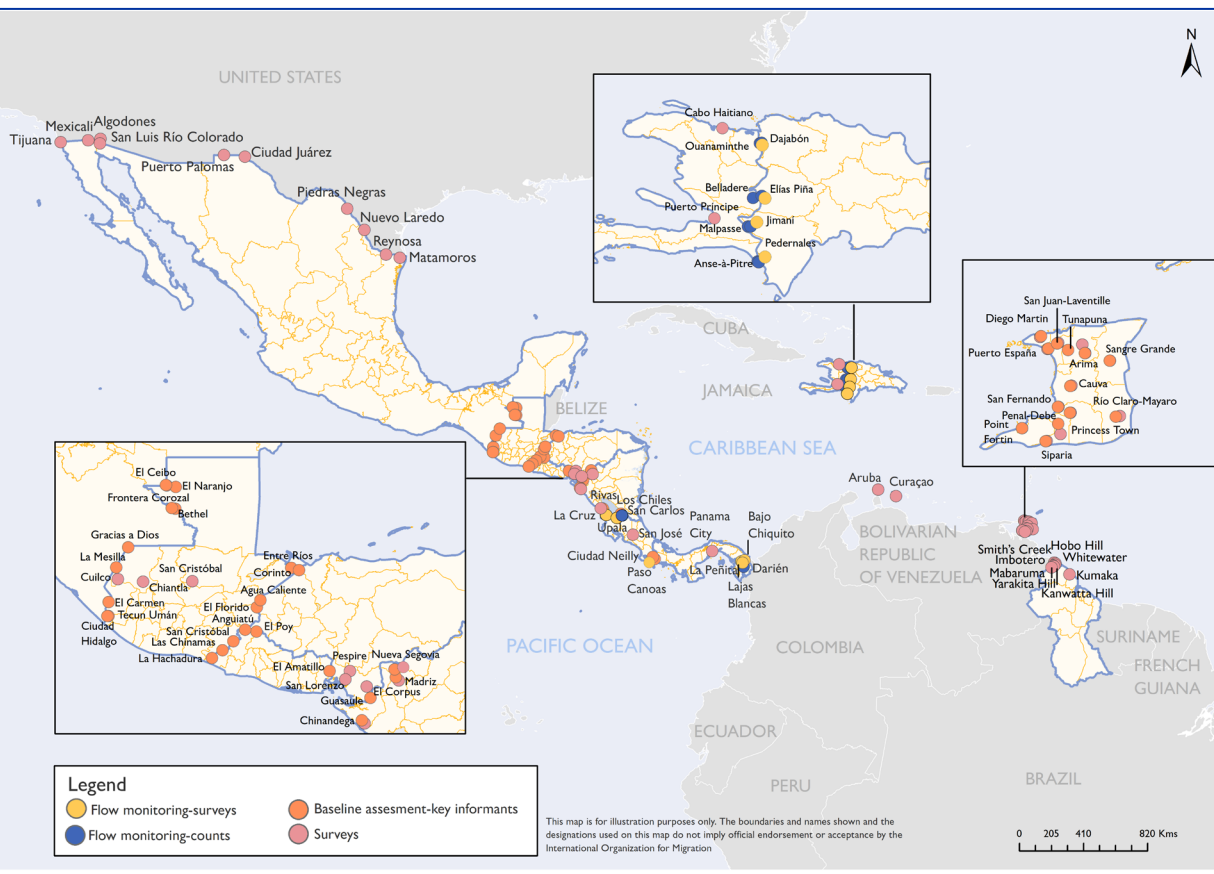 N
UNITED STATES
Tijuana
Mexicali
Algodones
San Luis Río Colorado
Puerto Palomas
Ciudad Juárez
Piedras Negras
Nuevo Laredo
Reynosa
Matamoros
Cabo Haitiano
Ouanaminthe
Dajabón
Belladere
Elías Piña
Puerto Principe
Malpasse
Jimaní
Pedernales
Anse-à-Pitre
San Juan-Laventille
Diego Martin
Tunapuna
Puerto España
Sangre Grande
Arima
Cauva
San Fernando
Rio Claro-Mayaro
Penal-Debe
Point
Fortin
Princess Town
Siparia
CUBA
JAMAICA
BELIZE
CARIBBEAN SEA
Aruba
Curaçao
Rivas
Los Chiles
La Cruz
San Carlos
Upala
San José
Panama
City
Bajo
Chiquito
Ciudad Neilly
Paso
Canoas
La Peñita
Darién
Lajas
Blancas
BOLIVARIAN
REPUBLIC
OF VENEZUELA
Smith's Creek
Hobo Hill
Imbotero
Whitewater
Mabaruma
Kumaka
Yarakita Hill
Kanwatta Hill
PACIFIC OCEAN
COLOMBIA
SURINAME
FRENCH
GUIANA
ECUADOR
PERU
BRAZIL
El Ceibo
El Naranjo
Frontera Corozal
Bethel
Gracias a Dios
La Mesilla
San Cristóbal
Entre Ríos
Cuilco
Chiantla
Corinto
Agua Caliente
El Carmen
El Florido
Tecun Umán
Anguiatú
Ciudad
Hidalgo
San Cristóbal
El Poy
Las Chinamas
La Hachadura
Pespire
Nueva Segovia
El Amatillo
San Lorenzo
Madriz
El Corpus
Guasaule
Chinandega
Legend
Flow monitoring-surveys
Baseline assesment-key informants
Flow monitoring-counts
Surveys
This map is for illustration purposes only. The boundaries and names shown and the
designations used on this map do not imply official endorsement or acceptance by the
International Organization for Migration
0 205 410 820 Kms